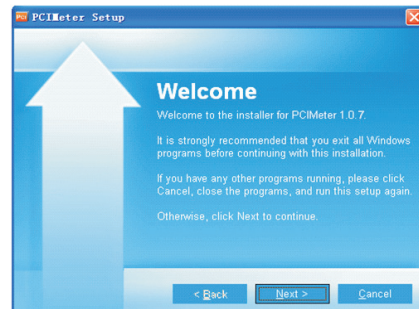 PCI PCIMeter Setup
Welcome
Welcome to the installer for PCIMeter 1.0.7.
It is strongly recommended that you exit all Windows
programs before continuing with this installation.
If you have any other programs running, please click
Cancel, close the programs, and run this setup again.
Otherwise, click Next to continue.
< Back Next > Cancel